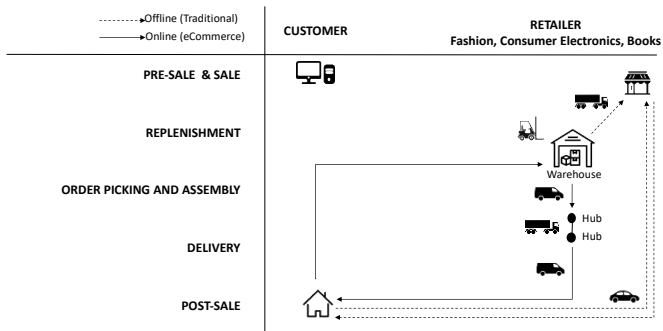 Offline (Traditional)
Online (eCommerce)
CUSTOMER
RETAILER
Fashion, Consumer Electronics, Books
PRE-SALE & SALE
REPLENISHMENT
Warehouse
ORDER PICKING AND ASSEMBLY
Hub
Hub
DELIVERY
POST-SALE